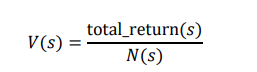 V(s) = total_return(s) / N(s)